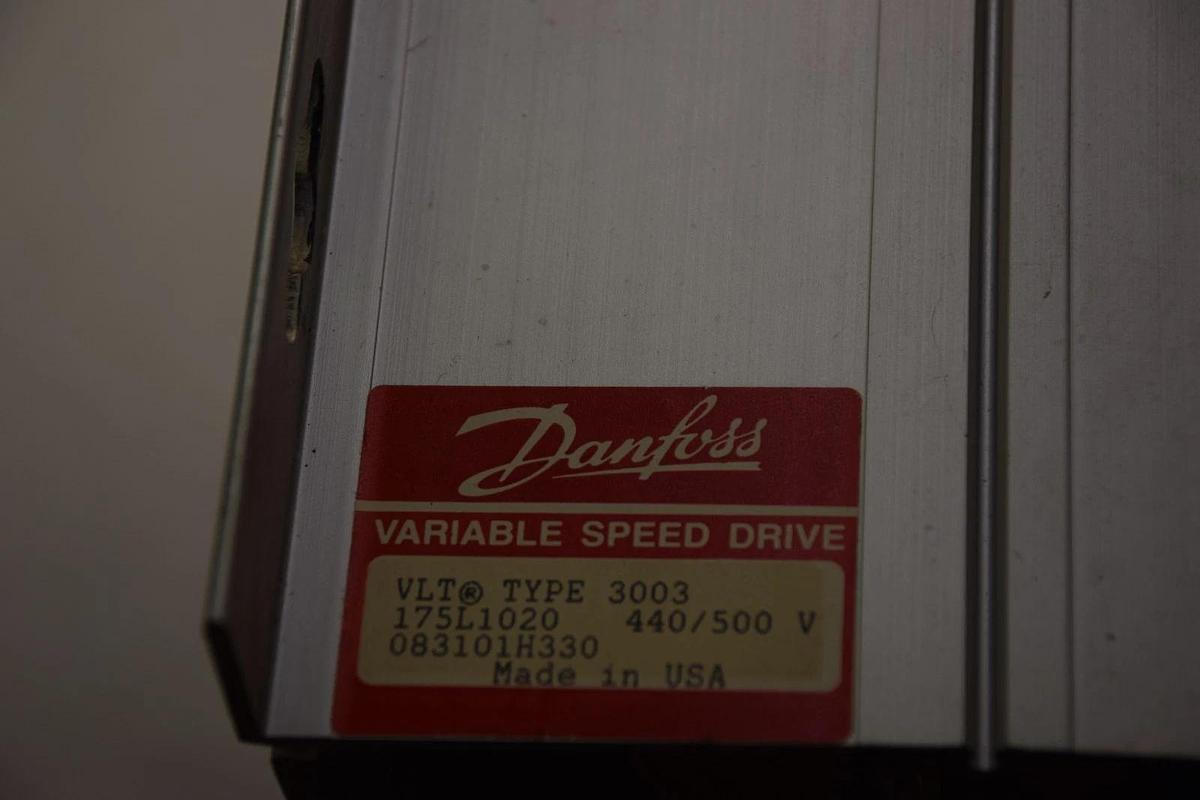 Danfoss
VARIABLE SPEED DRIVE
VLT® TYPE 3003
175L1020 440/500 V
083101H330
Made in USA